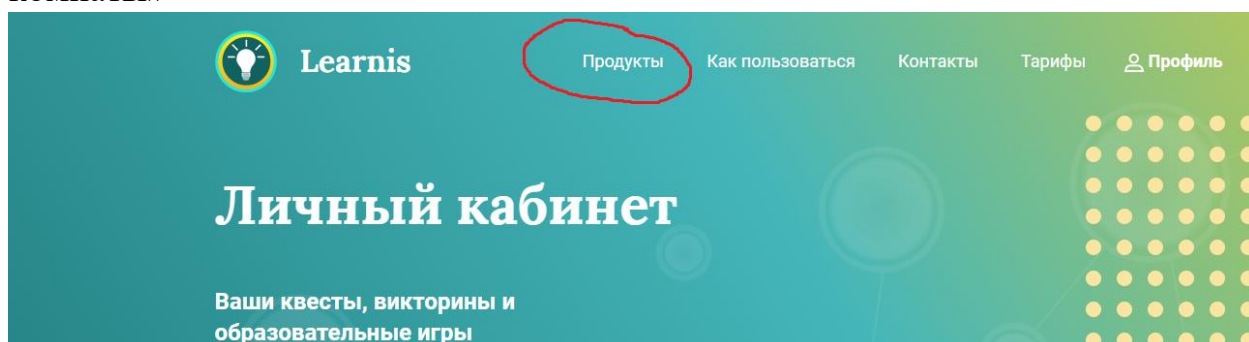 Learnis
Продукты
Как пользоваться
Контакты
Тарифы
Профиль
Личный кабинет
Ваши квесты, викторины и
образовательные игры